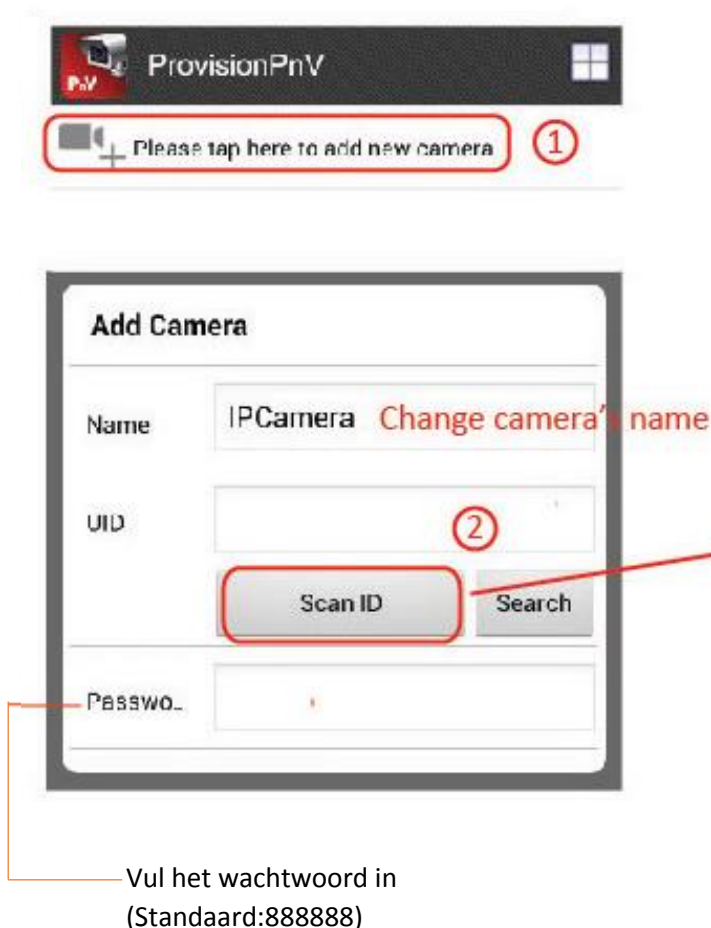 PnV ProvisionPnV
Please tap here to add new camera 1
Add Camera
Name IPCamera Change camera's name
UID
2
Scan ID Search
Passwo..
Vul het wachtwoord in
(Standaard:888888)